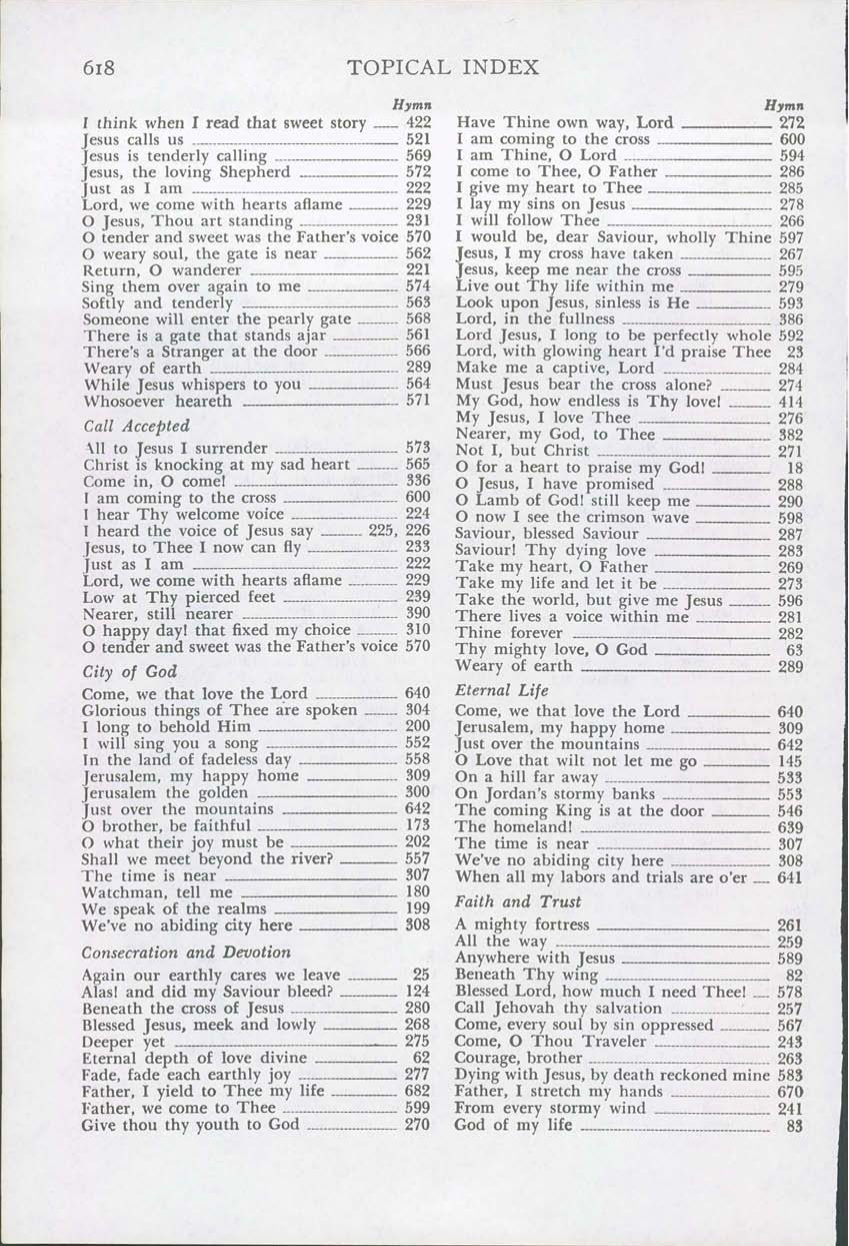 618
TOPICAL INDEX
Hymn
I think when I read that sweet story 422
Jesus calls us 521
Jesus is tenderly calling 569
Jesus, the loving Shepherd 572
Just as I am 222
Lord, we come with hearts aflame 229
O Jesus, Thou art standing 231
O tender and sweet was the Father's voice 570
O weary soul, the gate is near 562
Return, O wanderer 221
Sing them over again to me 574
Softly and tenderly 563
Someone will enter the pearly gate 568
There is a gate that stands ajar 561
There's a Stranger at the door 566
Weary of earth 289
While Jesus whispers to you 564
Whosoever heareth 571
Call Accepted
All to Jesus I surrender 573
Christ is knocking at my sad heart 565
Come in, O come! 336
I am coming to the cross 600
I hear Thy welcome voice 224
I heard the voice of Jesus say 225, 226
Jesus, to Thee I now can fly 233
Just as I am 222
Lord, we come with hearts aflame 229
Low at Thy pierced feet 239
Nearer, still nearer 390
O happy day! that fixed my choice 310
O tender and sweet was the Father's voice 570
City of God
Come, we that love the Lord 640
Glorious things of Thee are spoken 304
I long to behold Him 200
I will sing you a song 552
In the land of fadeless day 558
Jerusalem, my happy home 309
Jerusalem the golden 300
Just over the mountains 642
O brother, be faithful 173
O what their joy must be 202
Shall we meet beyond the river? 557
The time is near 307
Watchman, tell me 180
We speak of the realms 199
We've no abiding city here 308
Consecration and Devotion
Again our earthly cares we leave 25
Alas! and did my Saviour bleed? 124
Beneath the cross of Jesus 280
Blessed Jesus, meek and lowly 268
Deeper yet 275
Eternal depth of love divine 62
Fade, fade each earthly joy 277
Father, I yield to Thee my life 682
Father, we come to Thee 599
Give thou thy youth to God 270
Hymn
Have Thine own way, Lord 272
I am coming to the cross 600
I am Thine, O Lord 594
I come to Thee, O Father 286
I give my heart to Thee 285
I lay my sins on Jesus 278
I will follow Thee 266
I would be, dear Saviour, wholly Thine 597
Jesus, I my cross have taken 267
Jesus, keep me near the cross 595
Live out Thy life within me 279
Look upon Jesus, sinless is He 593
Lord, in the fullness 386
Lord Jesus, I long to be perfectly whole 592
Lord, with glowing heart I'd praise Thee 23
Make me a captive, Lord 284
Must Jesus bear the cross alone? 274
My God, how endless is Thy love! 414
My Jesus, I love Thee 276
Nearer, my God, to Thee 382
Not I, but Christ 271
O for a heart to praise my God! 18
O Jesus, I have promised 288
O Lamb of God! still keep me 290
O now I see the crimson wave 598
Saviour, blessed Saviour 287
Saviour! Thy dying love 283
Take my heart, O Father 269
Take my life and let it be 273
Take the world, but give me Jesus 596
There lives a voice within me 281
Thine forever 282
Thy mighty love, O God 63
Weary of earth 289
Eternal Life
Come, we that love the Lord 640
Jerusalem, my happy home 309
Just over the mountains 642
O Love that wilt not let me go 145
On a hill far away 533
On Jordan's stormy banks 553
The coming King is at the door 546
The homeland! 639
The time is near 307
We've no abiding city here 308
When all my labors and trials are o'er 641
Faith and Trust
A mighty fortress 261
All the way 259
Anywhere with Jesus 589
Beneath Thy wing 82
Blessed Lord, how much I need Thee! 578
Call Jehovah thy salvation 257
Come, every soul by sin oppressed 567
Come, O Thou Traveler 243
Courage, brother 263
Dying with Jesus, by death reckoned mine 583
Father, I stretch my hands 670
From every stormy wind 241
God of my life 83